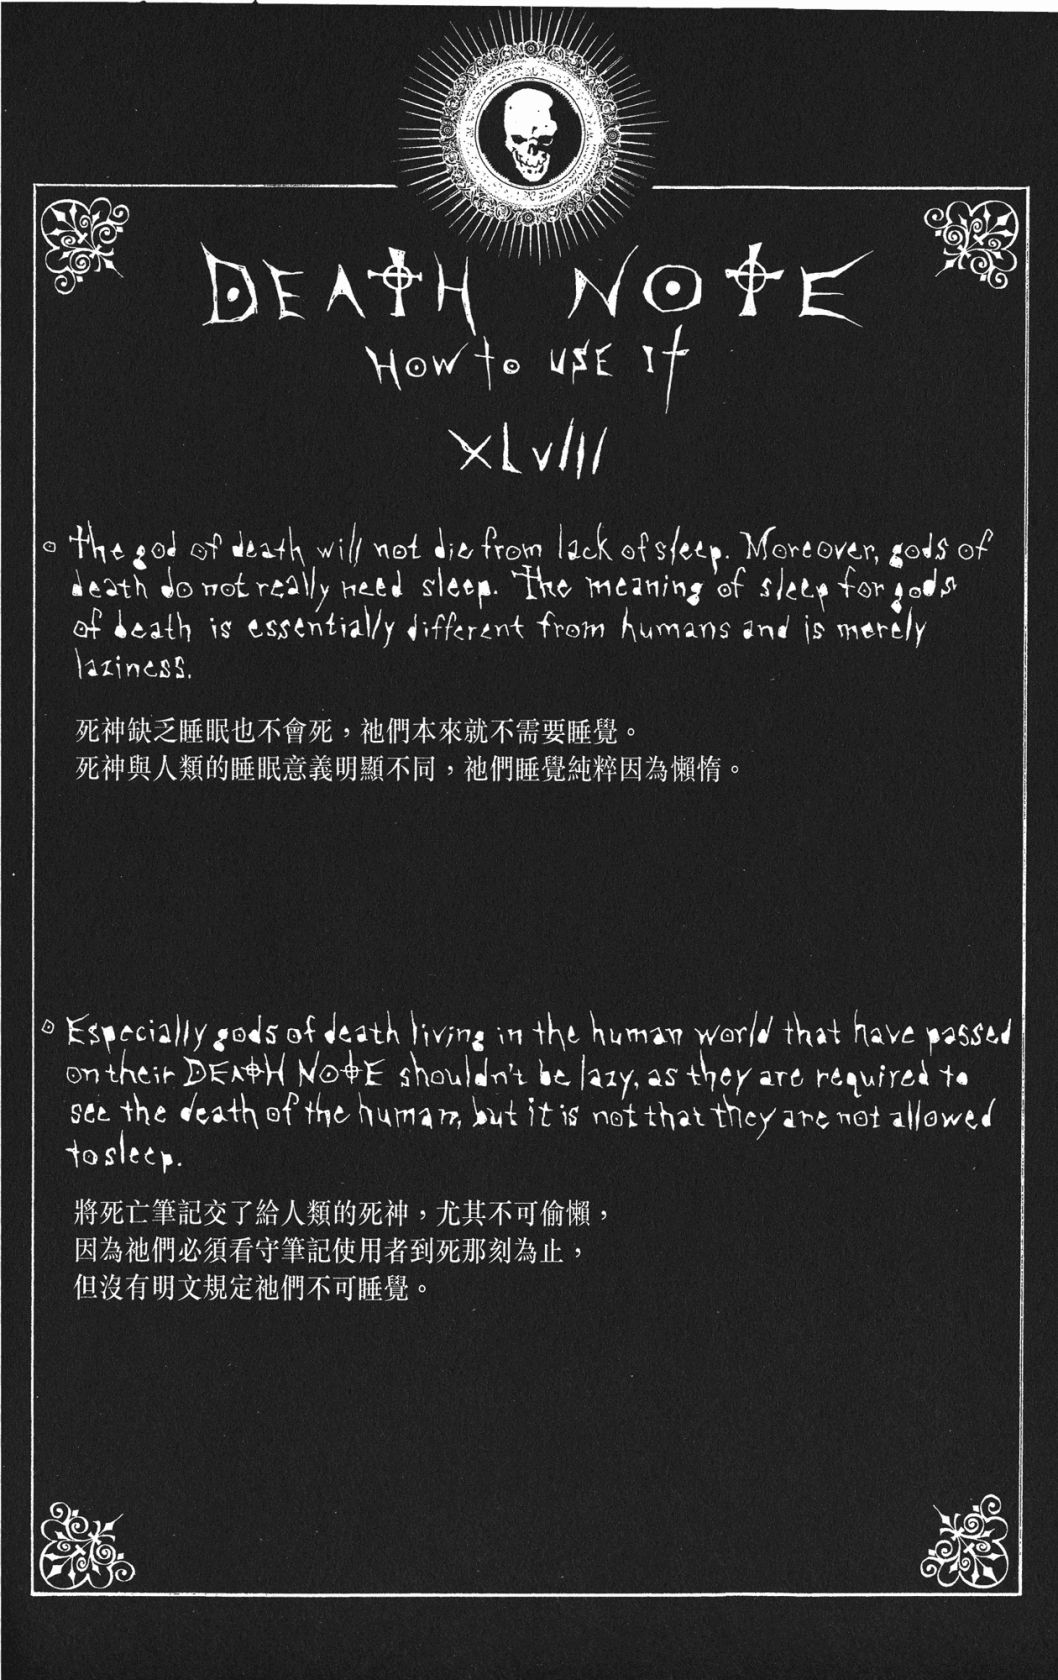 DEATH NOTE
HOW to USE It
XLVIII
The god of death will not die from lack of sleep. Moreover, gods of
death do not really need sleep. The meaning of sleep for gods
of death is essentially different from humans and is merely
laziness.
死神缺乏睡眠也不會死，祂們本來就不需要睡覺。
死神與人類的睡眠意義明顯不同，祂們睡覺純粹因為懶惰。
Especially gods of death living in the human world that have passed
on their DEATH NOTE shouldn't be lazy, as they are required to
see the death of the human, but it is not that they are not allowed
to sleep.
將死亡筆記交了給人類的死神，尤其不可偷懶，
因為祂們必須看守筆記使用者到死那刻為止，
但沒有明文規定祂們不可睡覺。